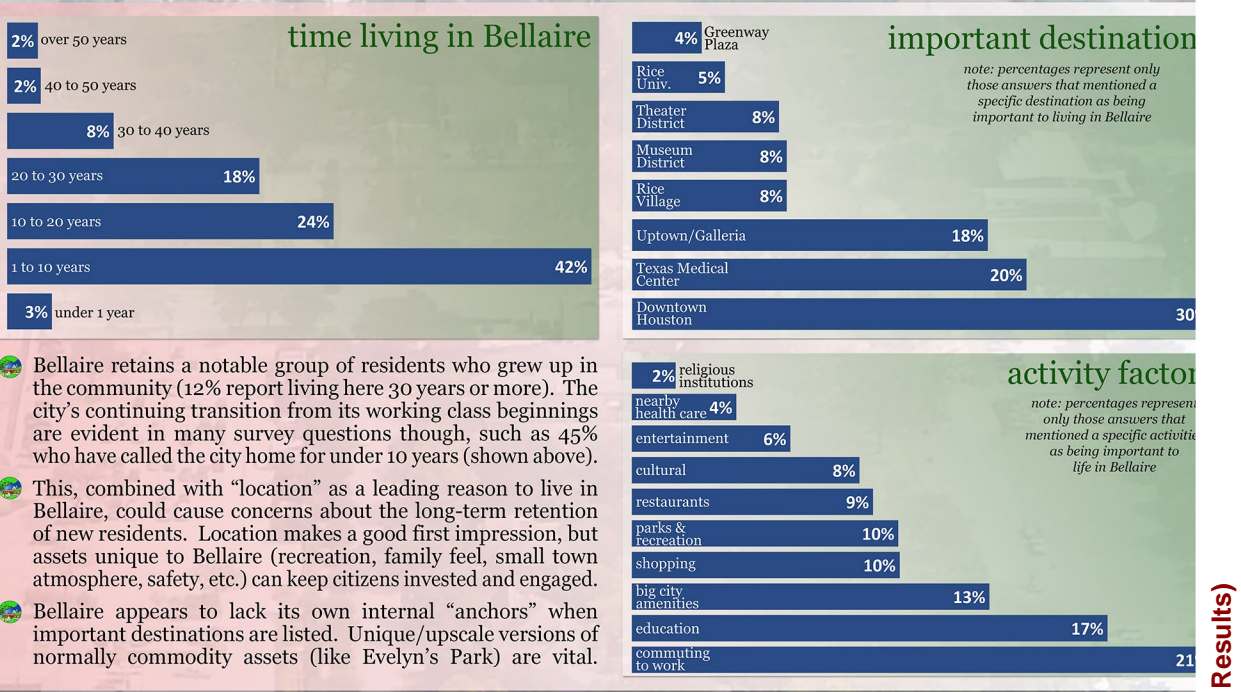 time living in Bellaire
2% over 50 years
2% 40 to 50 years
8% 30 to 40 years
20 to 30 years 18%
10 to 20 years 24%
1 to 10 years 42%
3% under 1 year
Bellaire retains a notable group of residents who grew up in
the community (12% report living here 30 years or more). The
city's continuing transition from its working class beginnings
are evident in many survey questions though, such as 45%
who have called the city home for under 10 years (shown above).
This, combined with “location” as a leading reason to live in
Bellaire, could cause concerns about the long-term retention
of new residents. Location makes a good first impression, but
assets unique to Bellaire (recreation, family feel, small town
atmosphere, safety, etc.) can keep citizens invested and engaged.
Bellaire appears to lack its own internal “anchors” when
important destinations are listed. Unique/upscale versions of
normally commodity assets (like Evelyn's Park) are vital.
important destination
note: percentages represent only
those answers that mentioned a
specific destination as being
important to living in Bellaire
4% Greenway
Plaza
Rice
Univ. 5%
Theater
District 8%
Museum
District 8%
Rice
Village 8%
Uptown/Galleria 18%
Texas Medical
Center 20%
Downtown
Houston 30
activity factor
note: percentages represent
only those answers that
mentioned a specific activitie
as being important to
life in Bellaire
2% religious
institutions
nearby
health care 4%
entertainment 6%
cultural 8%
restaurants 9%
parks &
recreation 10%
shopping 10%
big city
amenities 13%
education 17%
commuting
to work 21
Results)